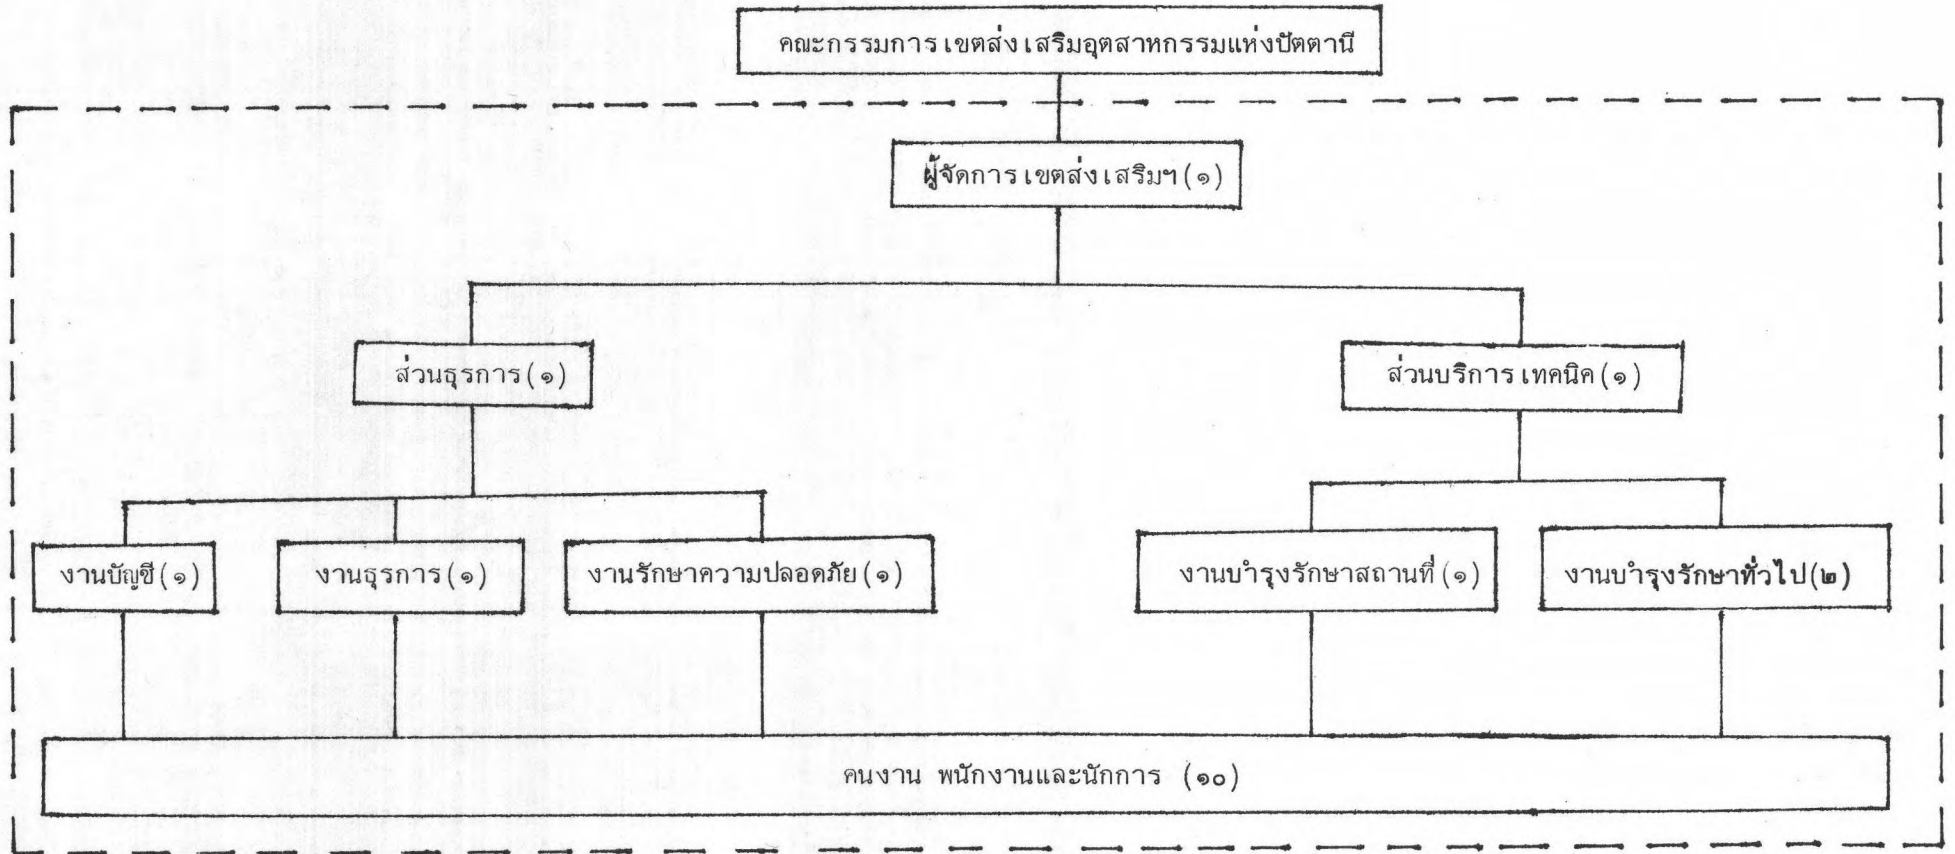 คณะกรรมการเขตส่งเสริมอุตสาหกรรมแห่งปัตตานี
ผู้จัดการเขตส่งเสริมฯ(๑)
ส่วนธุรการ(๑)
ส่วนบริการเทคนิค(๑)
งานบัญชี(๑)
งานธุรการ(๑)
งานรักษาความปลอดภัย(๑)
งานบำรุงรักษาสถานที่(๑)
งานบำรุงรักษาทั่วไป(๒)
คนงาน พนักงานและนักการ (๑๐)